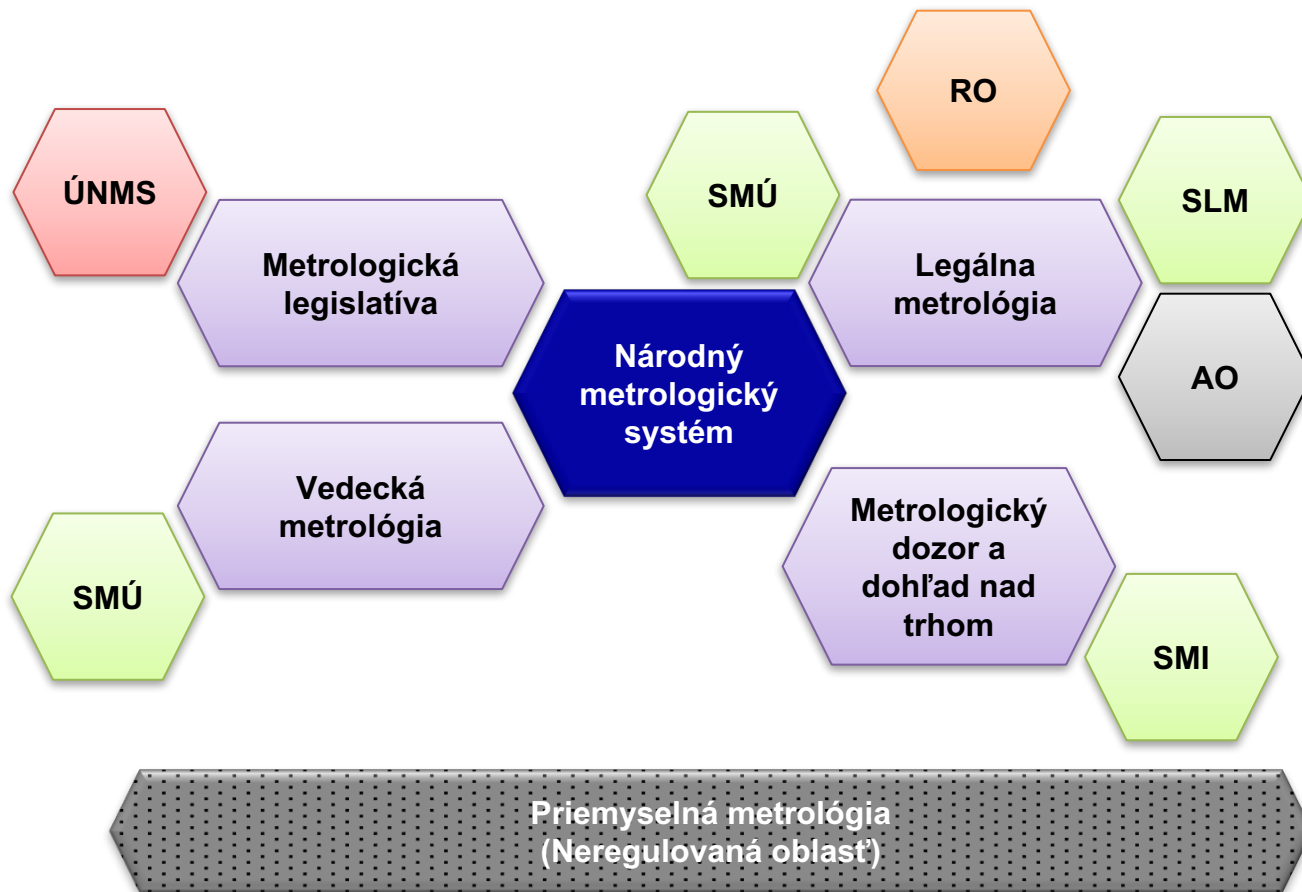 RO
ÚNMS
SMÚ
SLM
Metrologická
legislatíva
Legálna
metrológia
Národný
metrologický
systém
AO
Vedecká
metrológia
Metrologický
dozor a
dohľad nad
trhom
SMÚ
SMI
Priemyselná metrológia
(Neregulovaná oblasť)